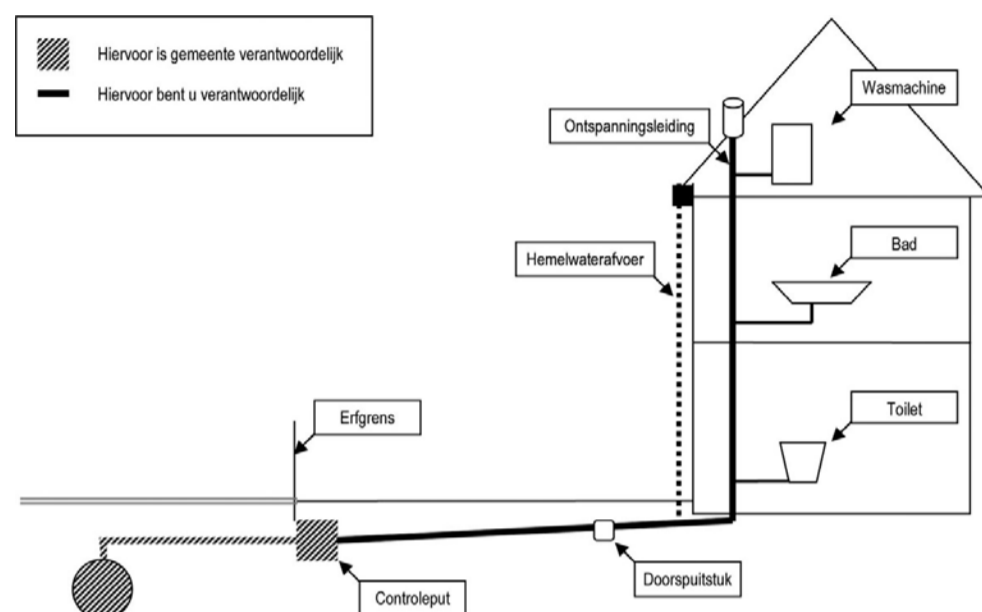 Hiervoor is gemeente verantwoordelijk
Hiervoor bent u verantwoordelijk
Wasmachine
Ontspanningsleiding
Bad
Hemelwaterafvoer
Erfgrens
Toilet
Doorspuitstuk
Controleput